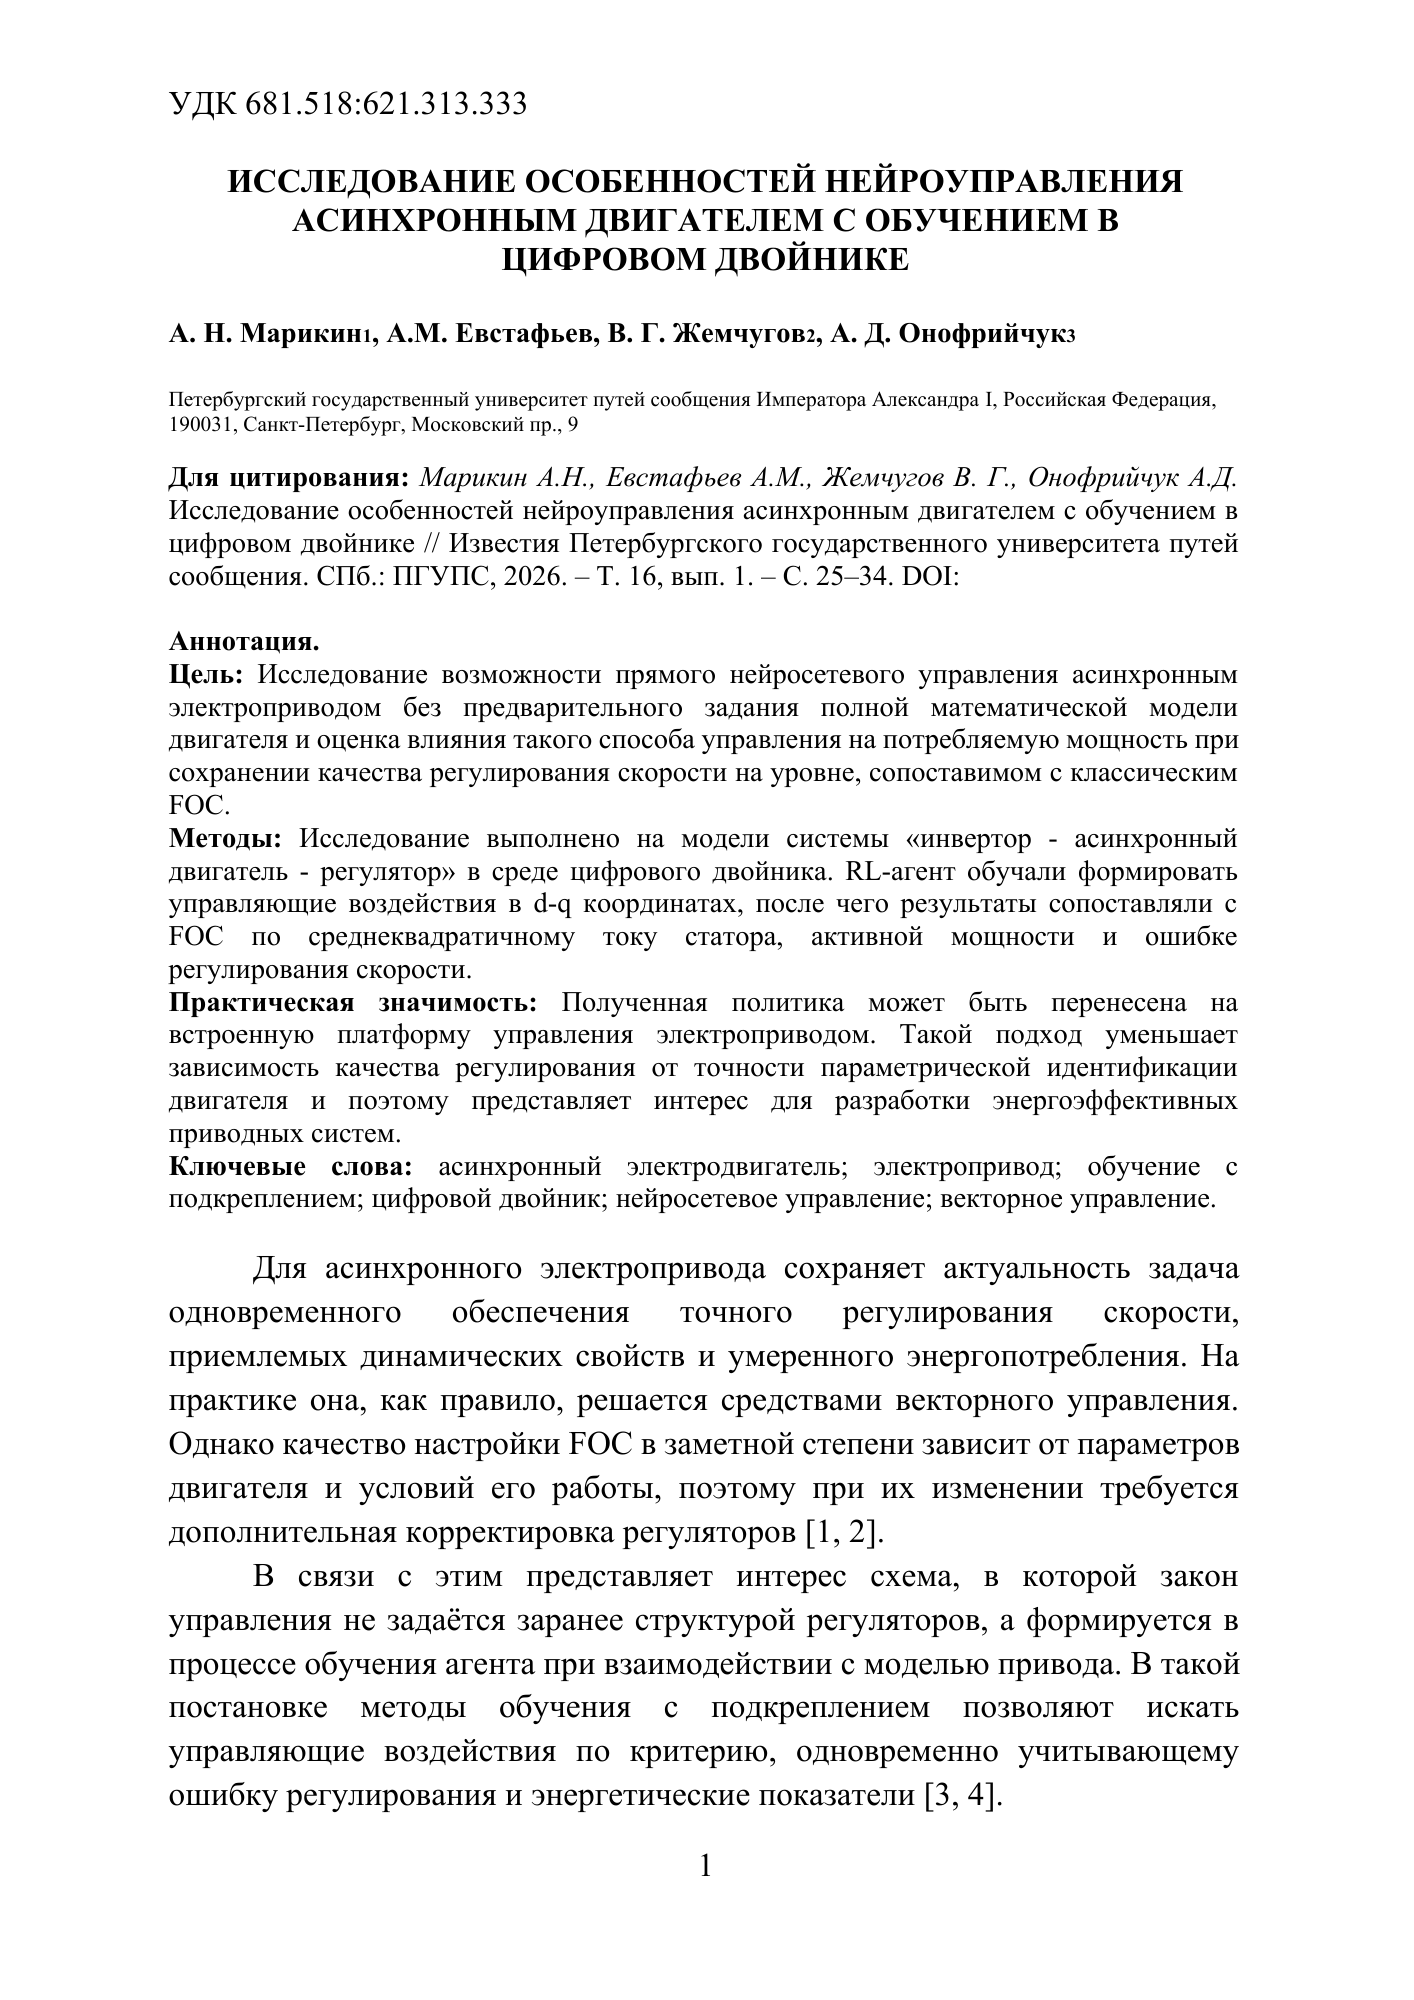 УДК 681.518:621.313.333
ИССЛЕДОВАНИЕ ОСОБЕННОСТЕЙ НЕЙРОУПРАВЛЕНИЯ
АСИНХРОННЫМ ДВИГАТЕЛЕМ С ОБУЧЕНИЕМ В
ЦИФРОВОМ ДВОЙНИКЕ
А. Н. Марикин1, А.М. Евстафьев, В. Г. Жемчугов2, А. Д. Онофрийчук3
Петербургский государственный университет путей сообщения Императора Александра I, Российская Федерация,
190031, Санкт-Петербург, Московский пр., 9
Для цитирования: Марикин А.Н., Евстафьев А.М., Жемчугов В. Г., Онофрийчук А.Д.
Исследование особенностей нейроуправления асинхронным двигателем с обучением в
цифровом двойнике // Известия Петербургского государственного университета путей
сообщения. СПб.: ПГУПС, 2026. – Т. 16, вып. 1. – С. 25–34. DOI:
Аннотация.
Цель: Исследование возможности прямого нейросетевого управления асинхронным
электроприводом без предварительного задания полной математической модели
двигателя и оценка влияния такого способа управления на потребляемую мощность при
сохранении качества регулирования скорости на уровне, сопоставимом с классическим
FOC.
Методы: Исследование выполнено на модели системы «инвертор - асинхронный
двигатель - регулятор» в среде цифрового двойника. RL-агент обучали формировать
управляющие воздействия в d-q координатах, после чего результаты сопоставляли с
FOC по среднеквадратичному току статора, активной мощности и ошибке
регулирования скорости.
Практическая значимость: Полученная политика может быть перенесена на
встроенную платформу управления электроприводом. Такой подход уменьшает
зависимость качества регулирования от точности параметрической идентификации
двигателя и поэтому представляет интерес для разработки энергоэффективных
приводных систем.
Ключевые слова: асинхронный электродвигатель; электропривод; обучение с
подкреплением; цифровой двойник; нейросетевое управление; векторное управление.
Для асинхронного электропривода сохраняет актуальность задача
одновременного обеспечения точного регулирования скорости,
приемлемых динамических свойств и умеренного энергопотребления. На
практике она, как правило, решается средствами векторного управления.
Однако качество настройки FOC в заметной степени зависит от параметров
двигателя и условий его работы, поэтому при их изменении требуется
дополнительная корректировка регуляторов [1, 2].
В связи с этим представляет интерес схема, в которой закон
управления не задаётся заранее структурой регуляторов, а формируется в
процессе обучения агента при взаимодействии с моделью привода. В такой
постановке методы обучения с подкреплением позволяют искать
управляющие воздействия по критерию, одновременно учитывающему
ошибку регулирования и энергетические показатели [3, 4].
1